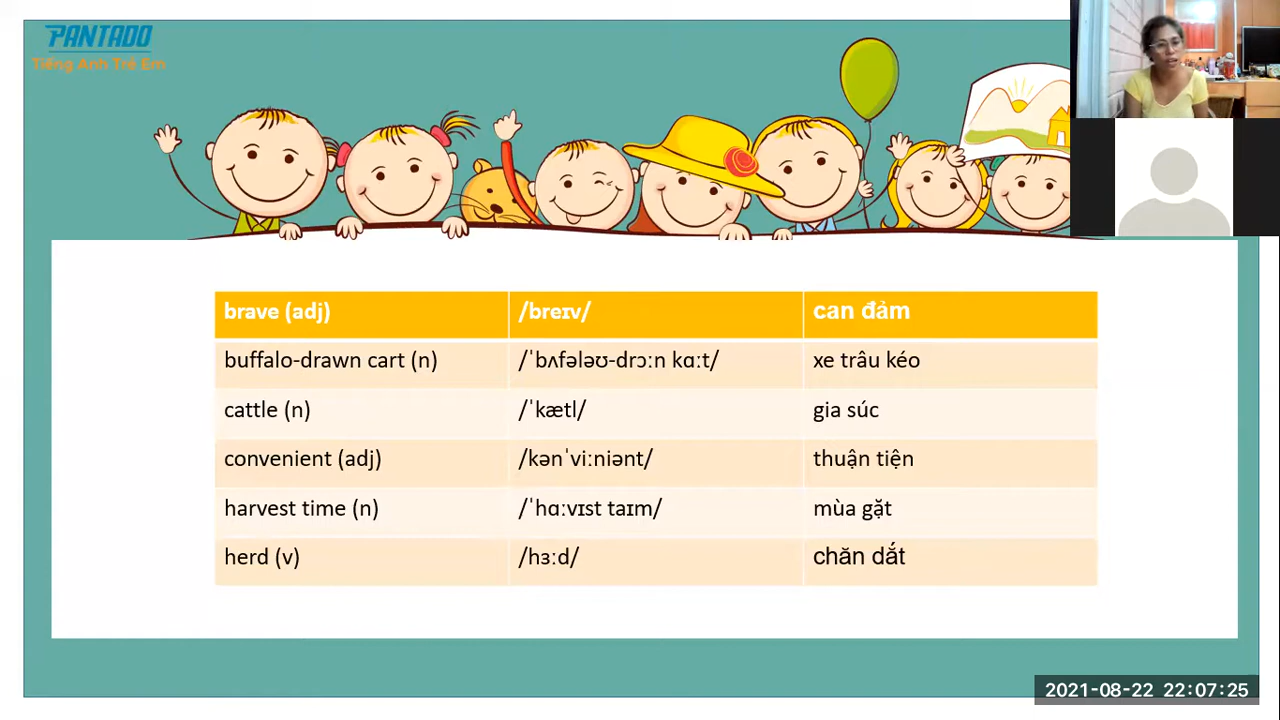 PANTADO
Tiếng Anh Trẻ Em
brave (adj) /breɪv/ can đảm
buffalo-drawn cart (n) /ˈbʌfələʊ-drɔːn kɑːt/ xe trâu kéo
cattle (n) /ˈkætl/ gia súc
convenient (adj) /kənˈviːniənt/ thuận tiện
harvest time (n) /ˈhɑːvɪst taɪm/ mùa gặt
herd (v) /hɜːd/ chăn dắt
2021-08-22 22:07:25